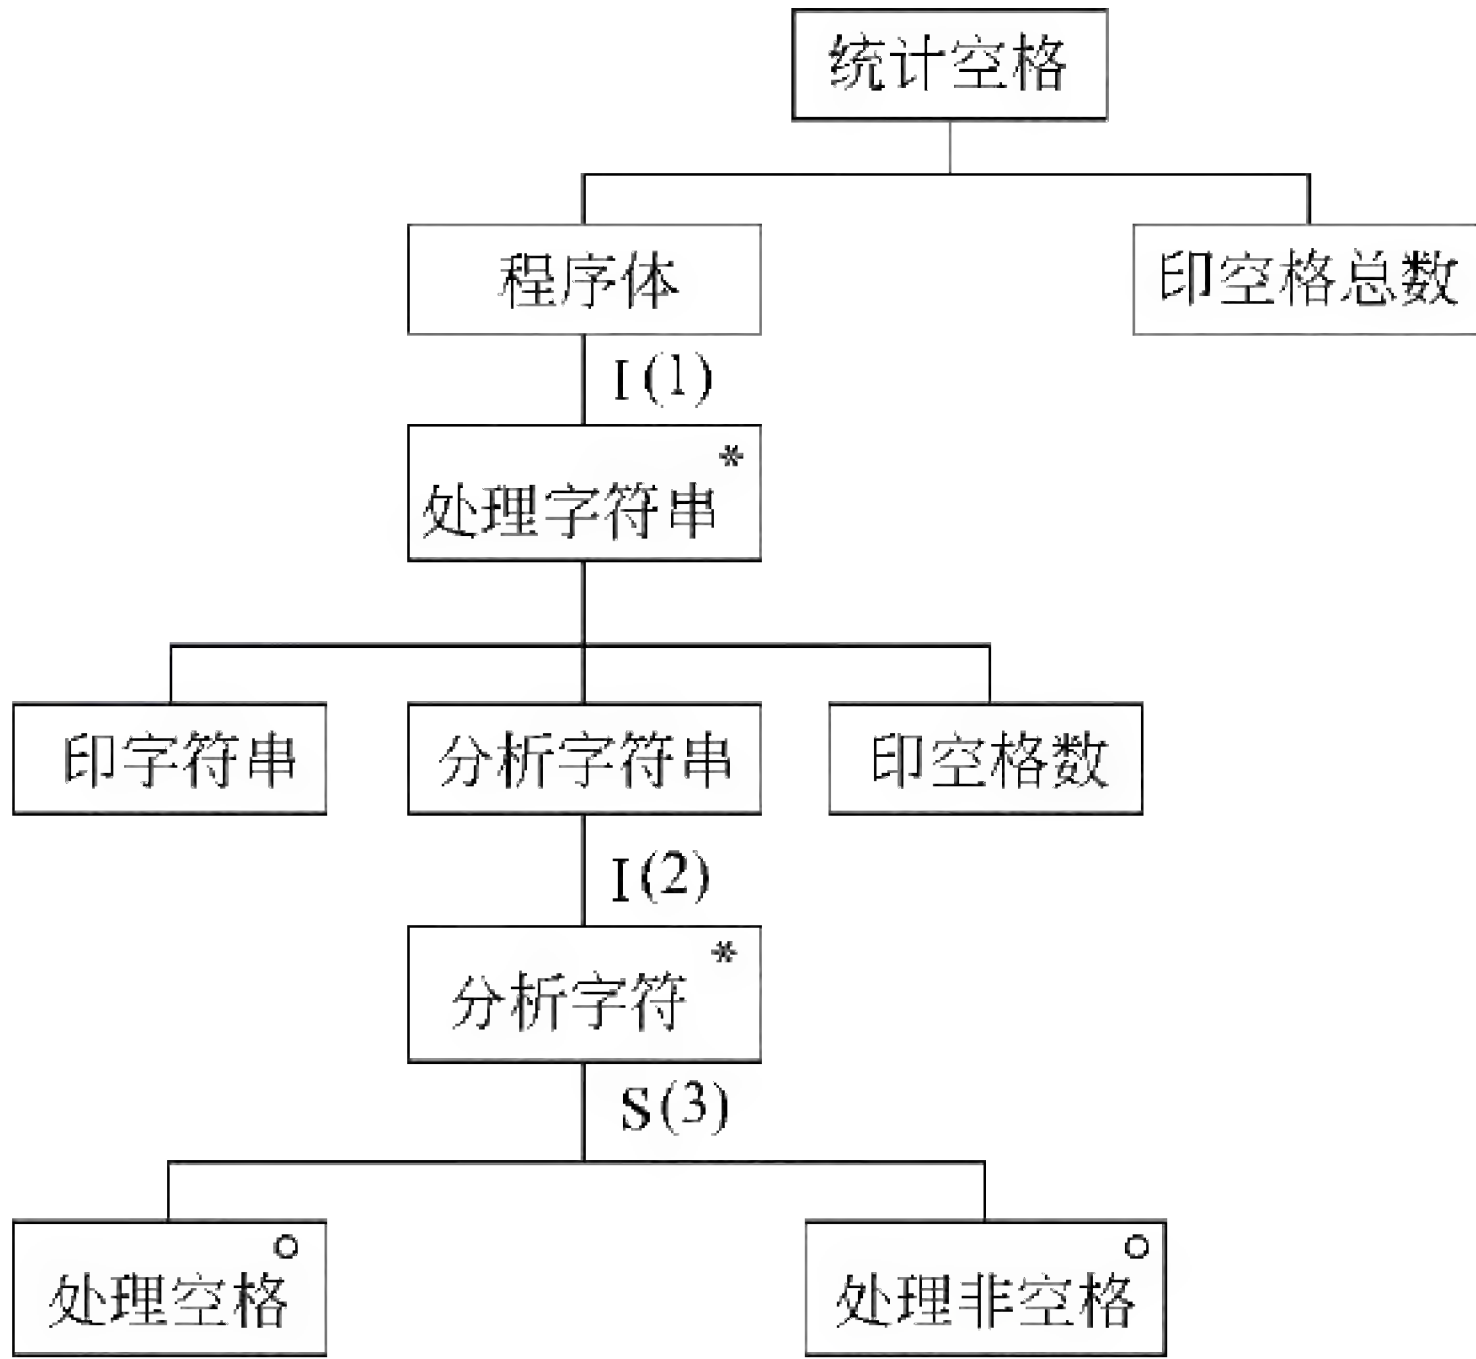 统计空格
程序体
印空格总数
I(1)
*
处理字符串
印字符串
分析字符串
印空格数
I(2)
*
分析字符
S(3)
处理空格
处理非空格